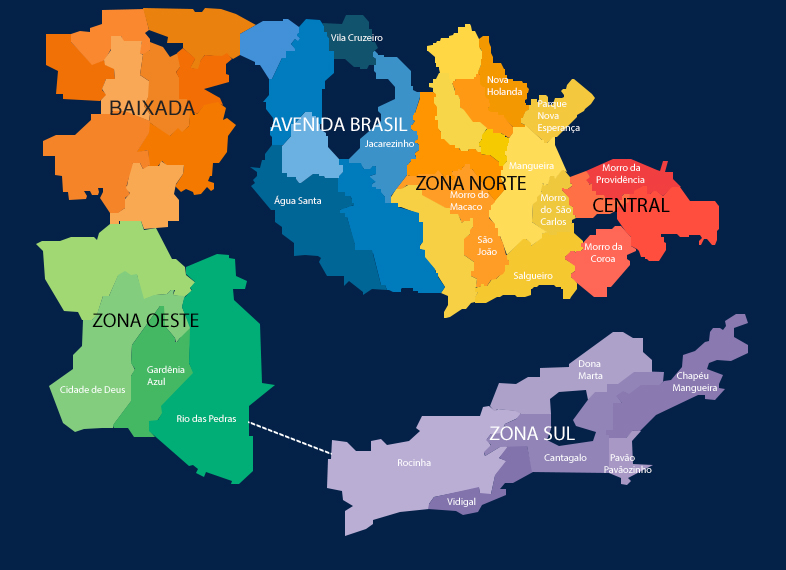 Vila Cruzeiro
BAIXADA
AVENIDA BRASIL
Jacarezinho
Água Santa
Nova
Holanda
Parque
Nova
Esperança
Mangueira
ZONA NORTE
Morro do
Macaco
Morro
do São
Carlos
São
João
Salgueiro
Morro da
Providência
CENTRAL
Morro da
Coroa
ZONA OESTE
Gardênia
Azul
Cidade de Deus
Rio das Pedras
Dona
Marta
Chapéu
Mangueira
ZONA SUL
Rocinha
Cantagalo
Pavão
Pavãozinho
Vidigal